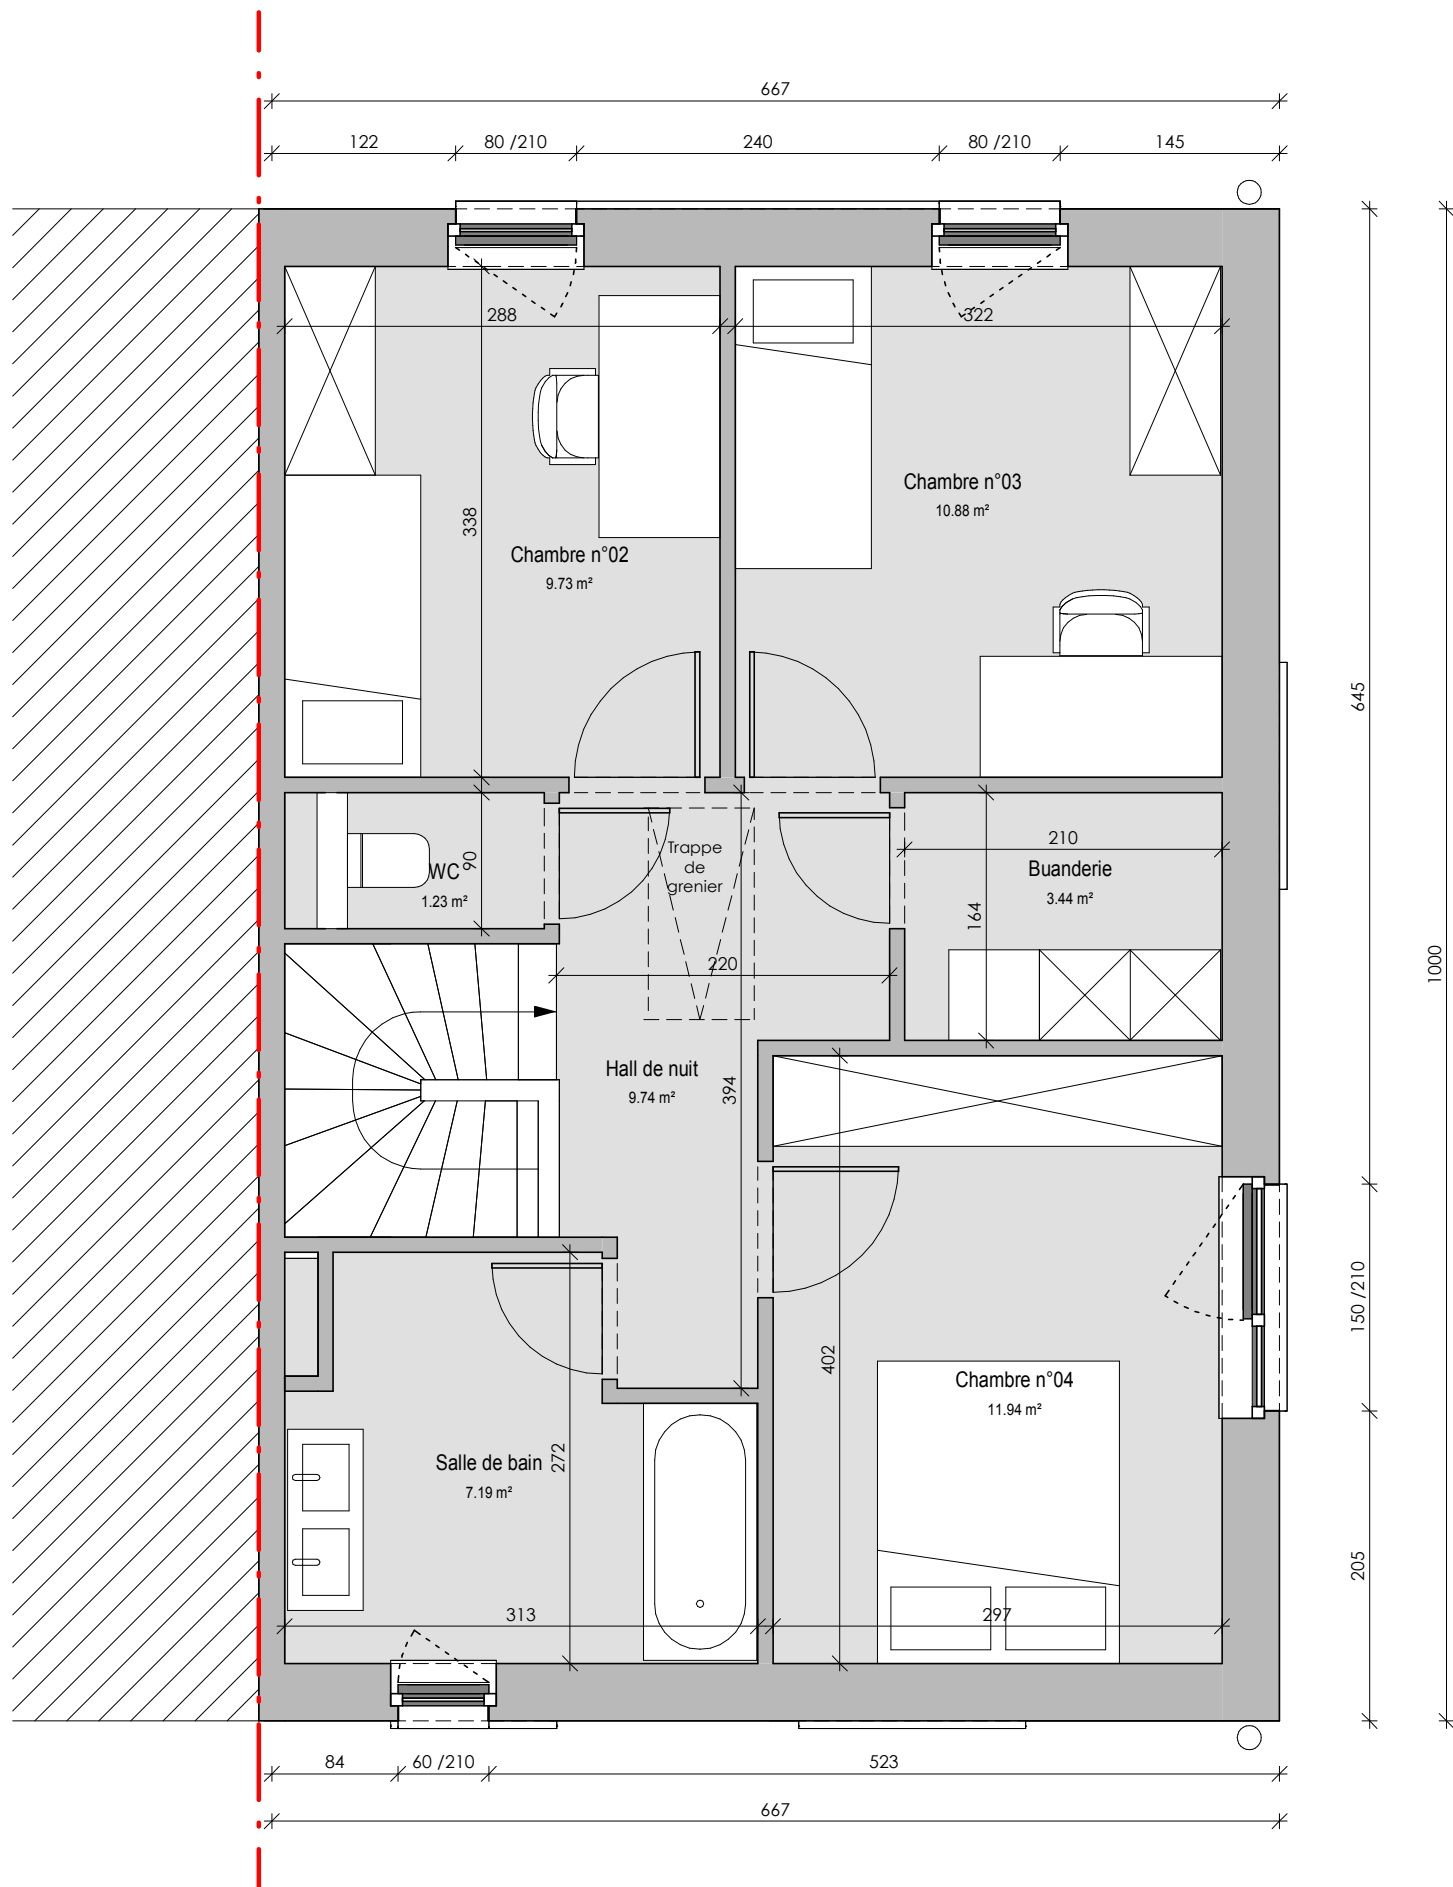 667
122
80 /210
240
80 /210
145
288
322
338
Chambre n°03
10.88 m²
Chambre n°02
9.73 m²
645
Trappe
de
grenier
WC
1.23 m²
90
210
Buanderie
3.44 m²
164
220
1000
Hall de nuit
9.74 m²
394
150 /210
402
Chambre n°04
11.94 m²
Salle de bain
7.19 m²
272
205
313
297
84
60 /210
523
667